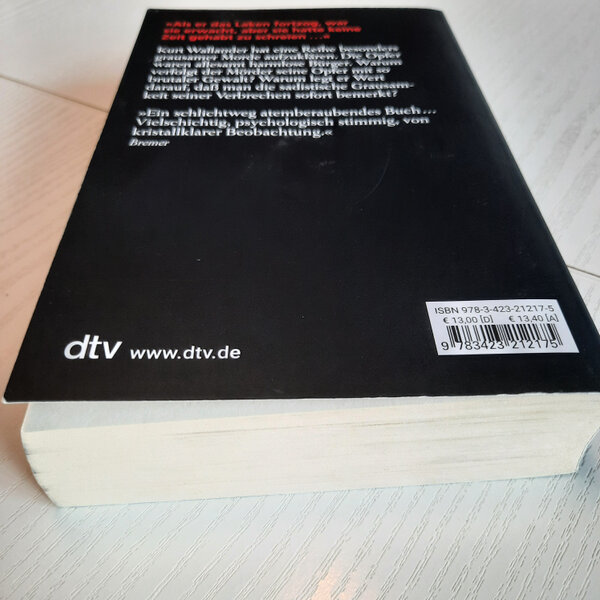 »Als er das Laken fortzog, war
sie erwacht, aber sie hatte keine
Zeit gehabt zu schreien ...«
Kurt Wallander hat eine Reihe besonders
grausamer Morde aufzuklären. Die Opfer
waren allesamt harmlose Bürger. Warum
verfolgt der Mörder seine Opfer mit so
brutaler Gewalt? Warum legt er Wert
darauf, daß man die sadistische Grausam-
keit seiner Verbrechen sofort bemerkt?
»Ein schlichtweg atemberaubendes Buch ...
Vielschichtig, psychologisch stimmig, von
kristallklarer Beobachtung.«
Bremer
ISBN 978-3-423-21217-5
€ 13,00 [D] € 13,40 [A]
9 783423 212175
dtv www.dtv.de